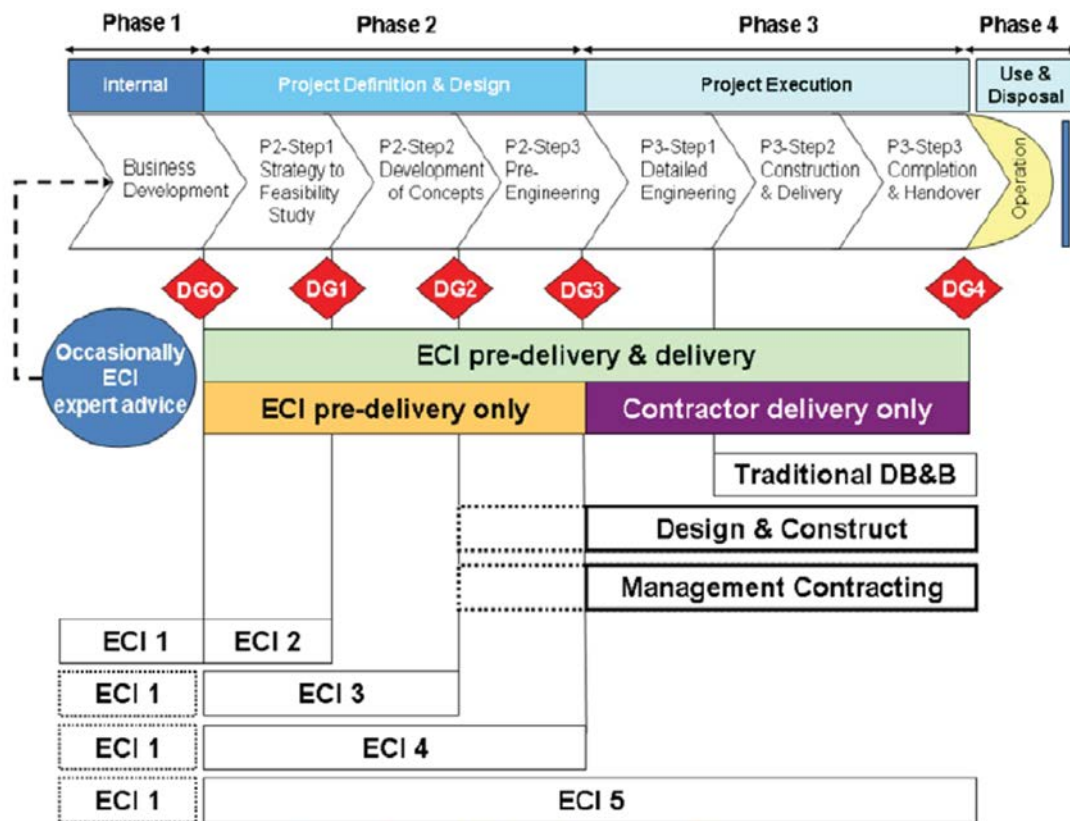 Phase 1
Phase 2
Phase 3
Phase 4
Internal
Project Definition & Design
Project Execution
Use &
Disposal
Business
Development
P2-Step1
Strategy to
Feasibility
Study
P2-Step2
Development
of Concepts
P2-Step3
Pre-
Engineering
P3-Step1
Detailed
Engineering
P3-Step2
Construction
& Delivery
P3-Step3
Completion
& Handover
Operation
DG0
DG1
DG2
DG3
DG4
Occasionally
ECI
expert advice
ECI pre-delivery & delivery
ECI pre-delivery only
Contractor delivery only
Traditional DB&B
Design & Construct
Management Contracting
ECI 1
ECI 2
ECI 1
ECI 3
ECI 1
ECI 4
ECI 1
ECI 5